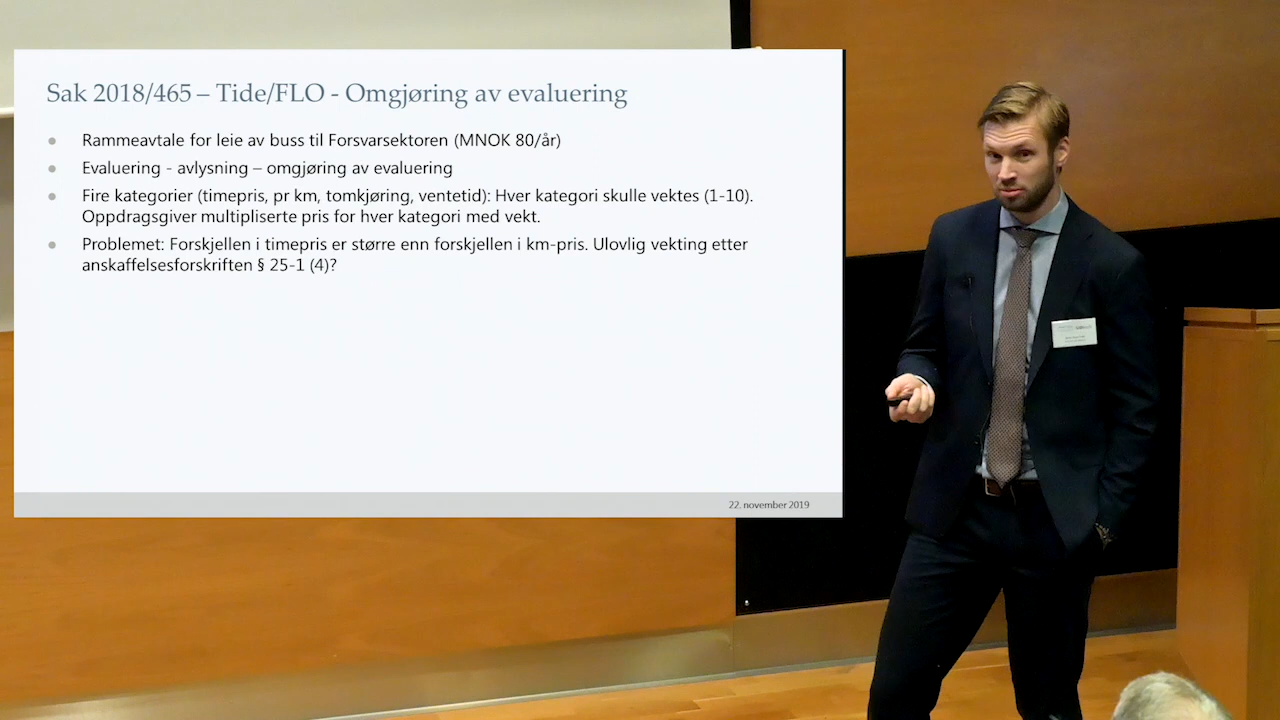 Sak 2018/465 – Tide/FLO - Omgjøring av evaluering
Rammeavtale for leie av buss til Forsvarsektoren (MNOK 80/år)
Evaluering - avlysning – omgjøring av evaluering
Fire kategorier (timepris, pr km, tomkjøring, ventetid): Hver kategori skulle vektes (1-10).
Oppdragsgiver multipliserte pris for hver kategori med vekt.
Problemet: Forskjellen i timepris er større enn forskjellen i km-pris. Ulovlig vekting etter
anskaffelsesforskriften § 25-1 (4)?
22. november 2019